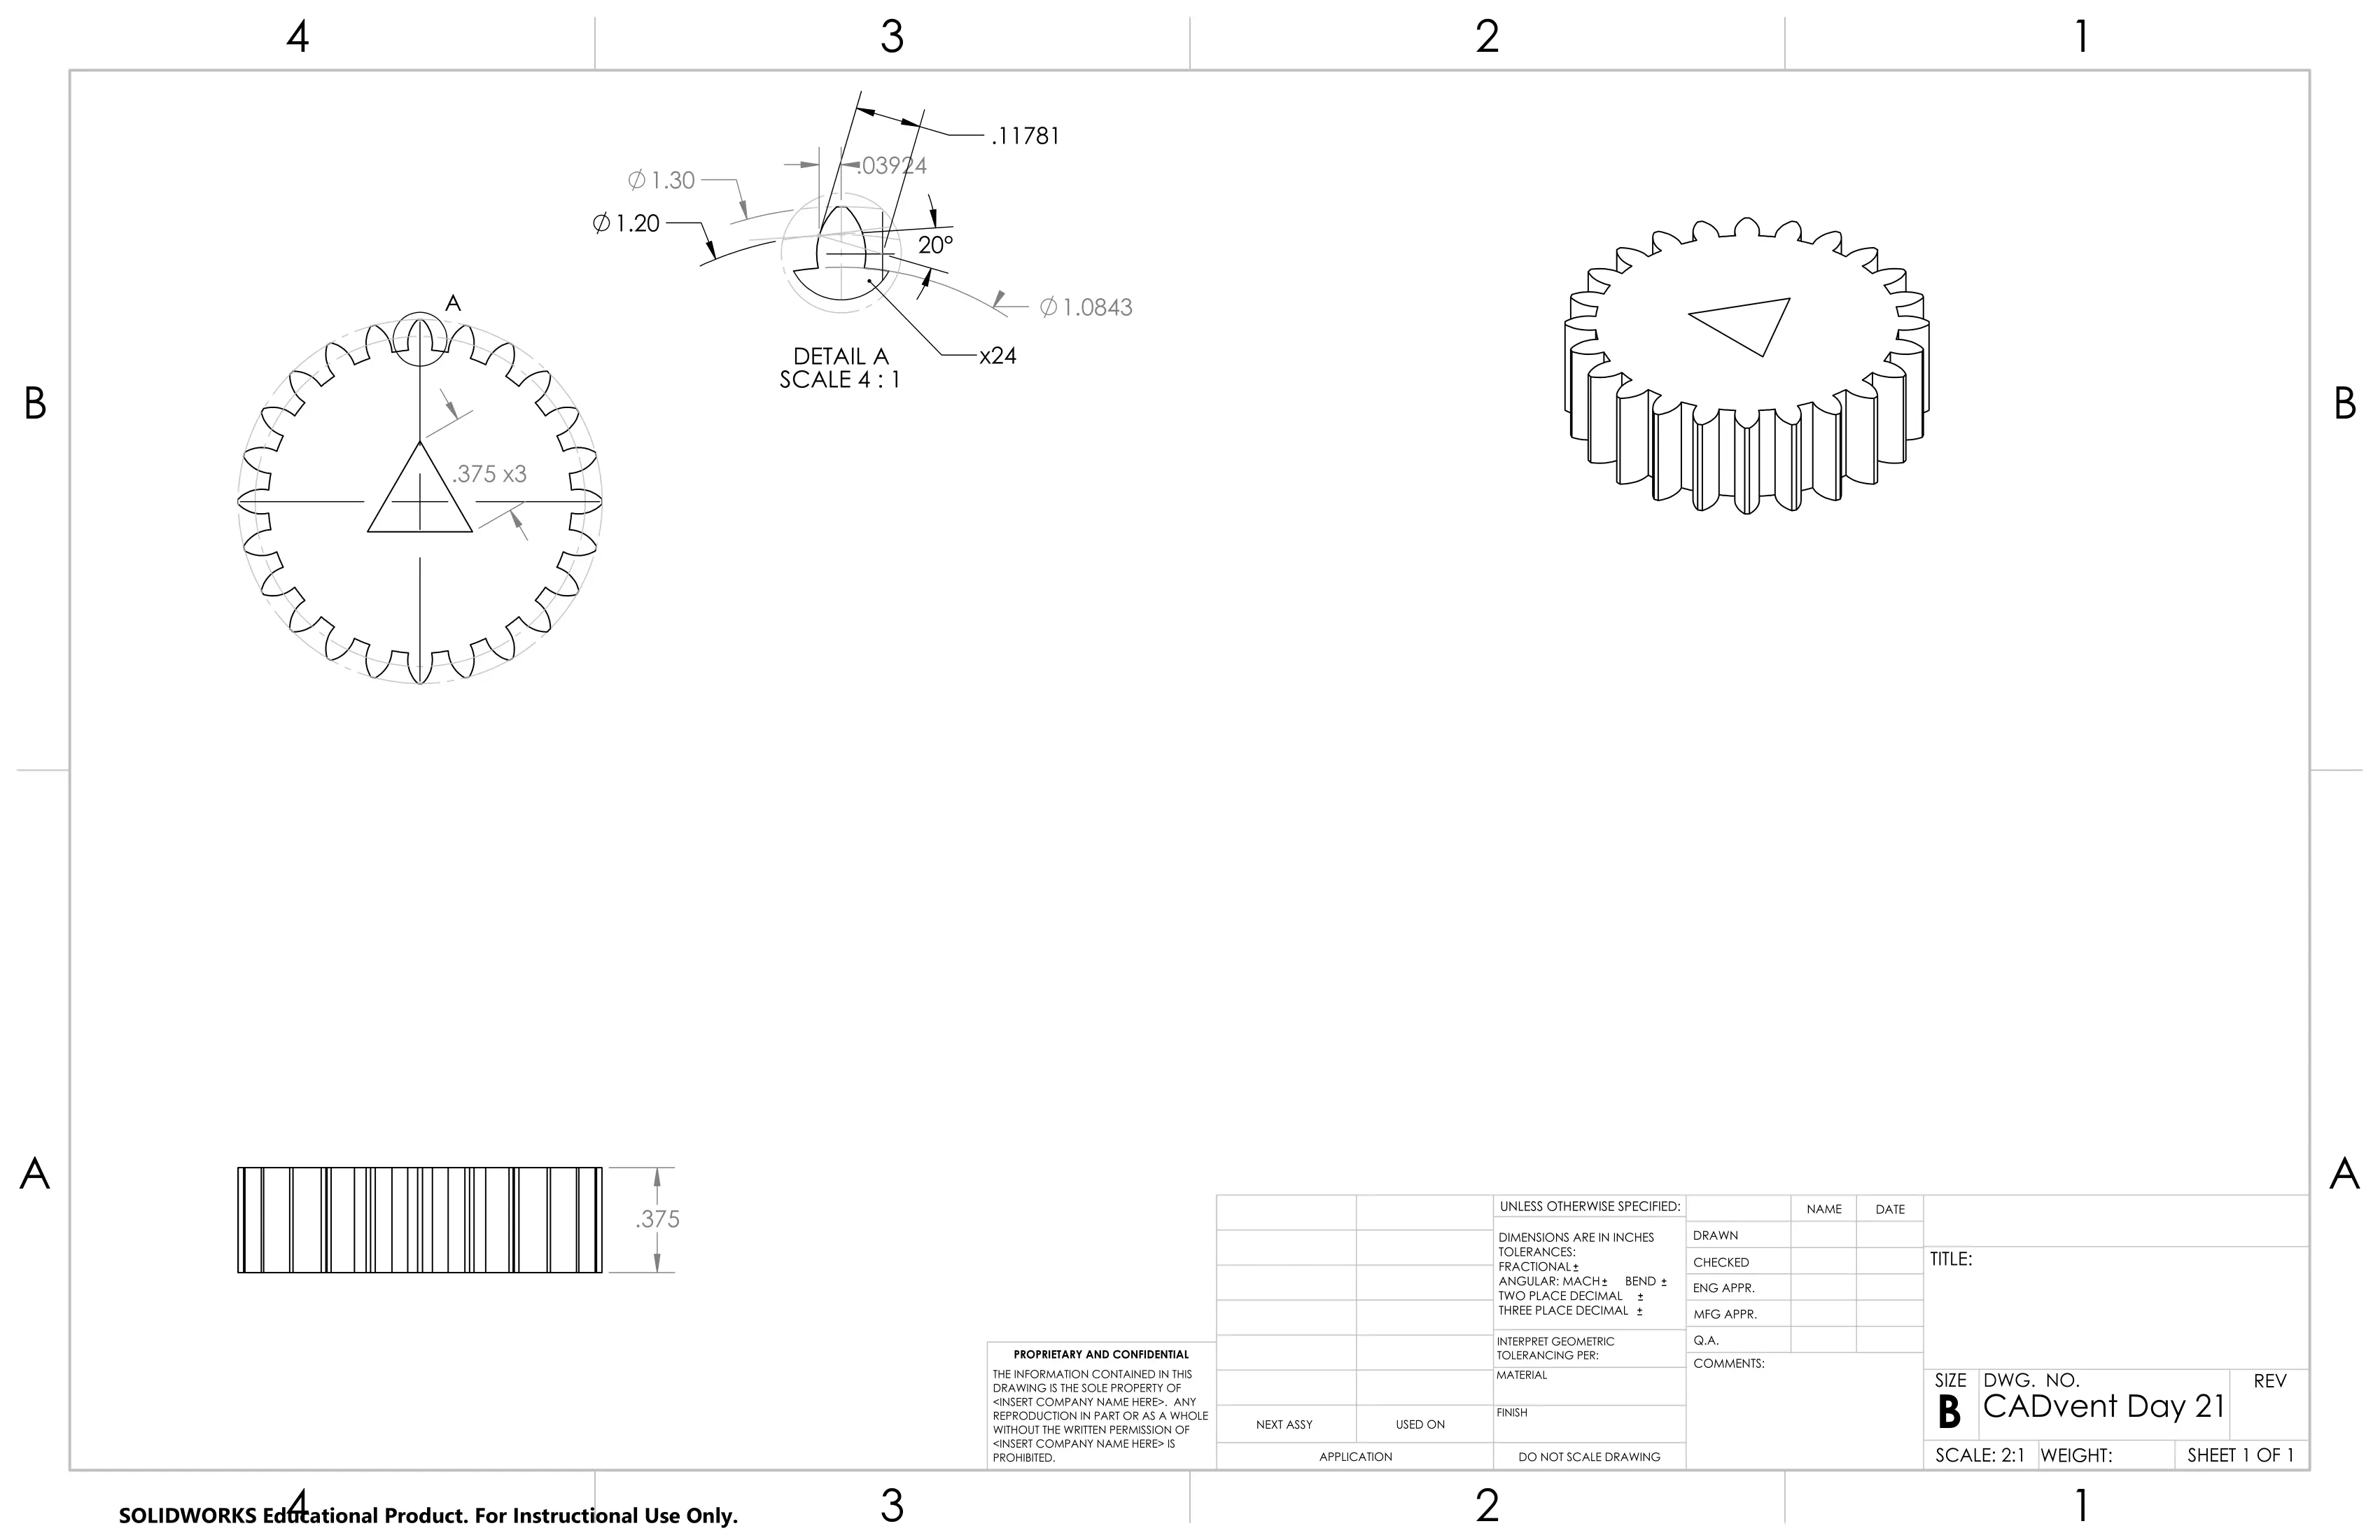 4 3 2 1
.11781
.03924
⌀1.30
⌀1.20
20°
⌀1.0843
x24
DETAIL A
SCALE 4 : 1
A
.375 x3
B B
A A
.375
UNLESS OTHERWISE SPECIFIED:
DIMENSIONS ARE IN INCHES
TOLERANCES:
FRACTIONAL ±
ANGULAR: MACH ± BEND ±
TWO PLACE DECIMAL ±
THREE PLACE DECIMAL ±
INTERPRET GEOMETRIC
TOLERANCING PER:
MATERIAL
FINISH
DO NOT SCALE DRAWING
NAME DATE
DRAWN
CHECKED
ENG APPR.
MFG APPR.
Q.A.
COMMENTS:
TITLE:
SIZE DWG. NO. REV
B CADvent Day 21
SCALE: 2:1 WEIGHT: SHEET 1 OF 1
PROPRIETARY AND CONFIDENTIAL
THE INFORMATION CONTAINED IN THIS
DRAWING IS THE SOLE PROPERTY OF
<INSERT COMPANY NAME HERE>. ANY
REPRODUCTION IN PART OR AS A WHOLE
WITHOUT THE WRITTEN PERMISSION OF
<INSERT COMPANY NAME HERE> IS
PROHIBITED.
NEXT ASSY USED ON
APPLICATION
4 3 2 1
SOLIDWORKS Educational Product. For Instructional Use Only.